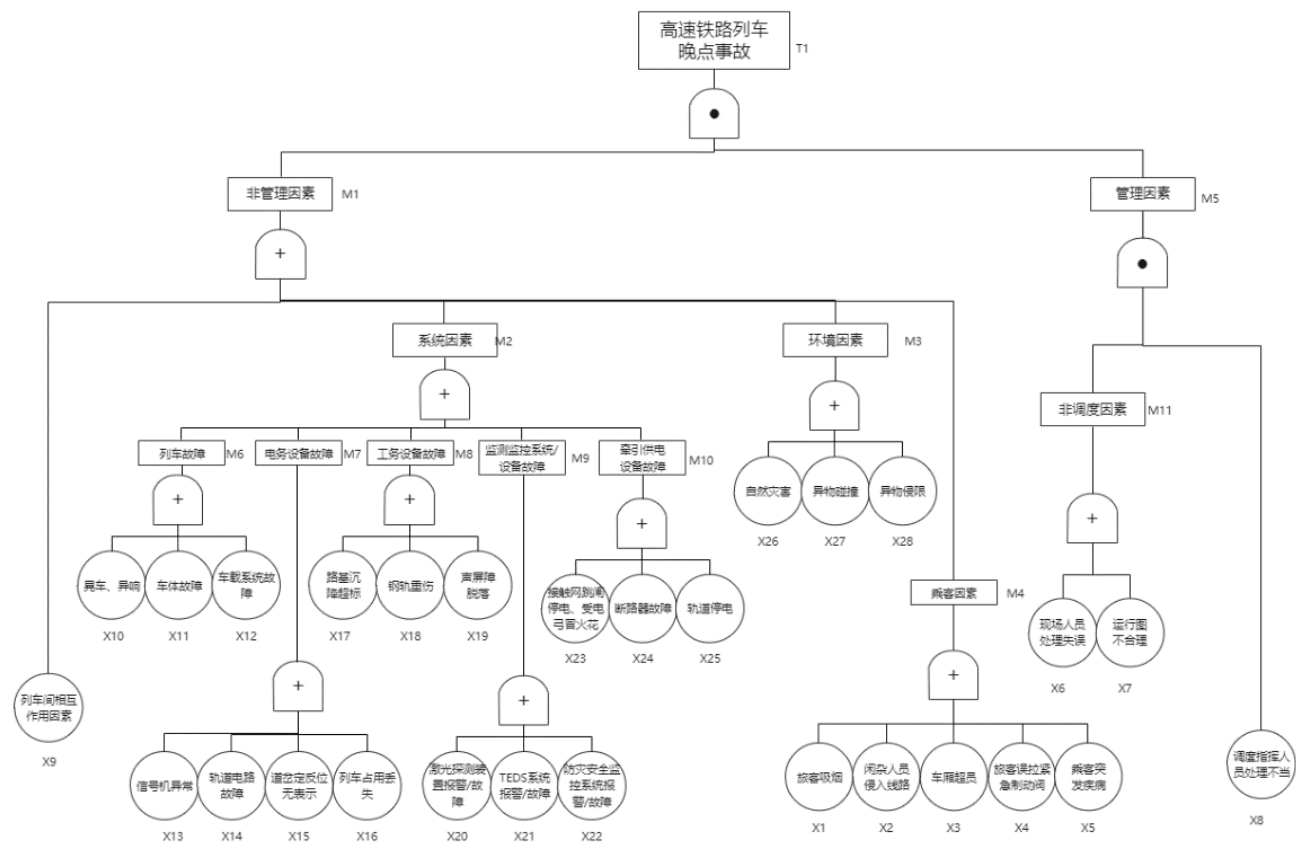 高速铁路列车
晚点事故
T1
非管理因素
M1
管理因素
M5
系统因素
M2
环境因素
M3
非调度因素
M11
列车故障
M6
电务设备故障
M7
工务设备故障
M8
监测监控系统/
设备故障
M9
牵引供电
设备故障
M10
自然灾害
X26
异物碰撞
X27
异物侵限
X28
晃车、异响
X10
车体故障
X11
车载系统故
障
X12
路基沉
降超标
X17
钢轨重伤
X18
声屏障
脱落
X19
接触网跳闸
停电、受电
弓冒火花
X23
断路器故障
X24
轨道停电
X25
乘客因素
M4
现场人员
处理失误
X6
运行图
不合理
X7
列车间相互
作用因素
X9
信号机异常
X13
轨道电路
故障
X14
道岔定反位
无表示
X15
列车占用丢
失
X16
激光探测装
置报警/故
障
X20
TEDS系统
报警/故障
X21
防灾安全监
控系统报
警/故障
X22
旅客吸烟
X1
闲杂人员
侵入线路
X2
车厢超员
X3
旅客误拉紧
急制动阀
X4
乘客突
发疾病
X5
调度指挥人
员处理不当
X8